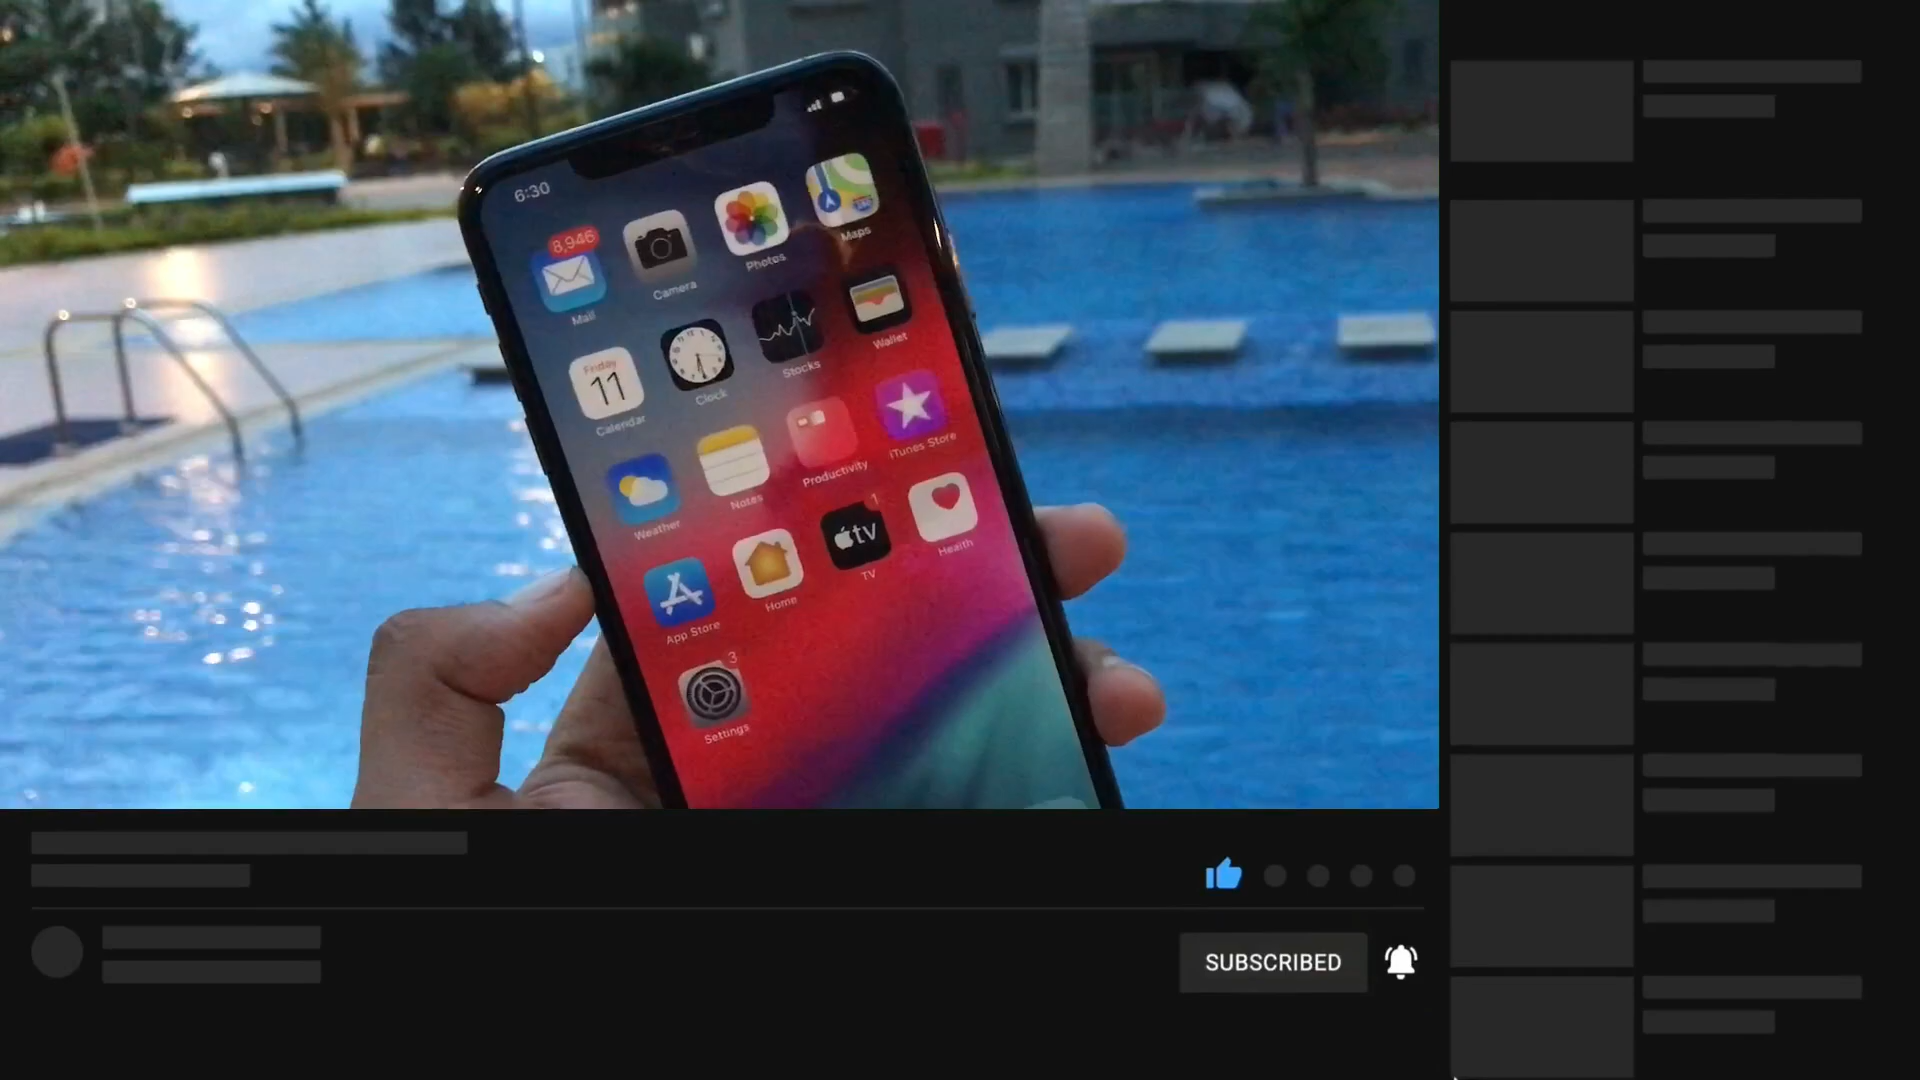 6:30
8,946
Mail
Camera
Photos
Maps
Friday
11
Calendar
Clock
Stocks
Wallet
Weather
Notes
Productivity
iTunes Store
App Store
Home
tv
1
TV
Health
3
Settings
SUBSCRIBED